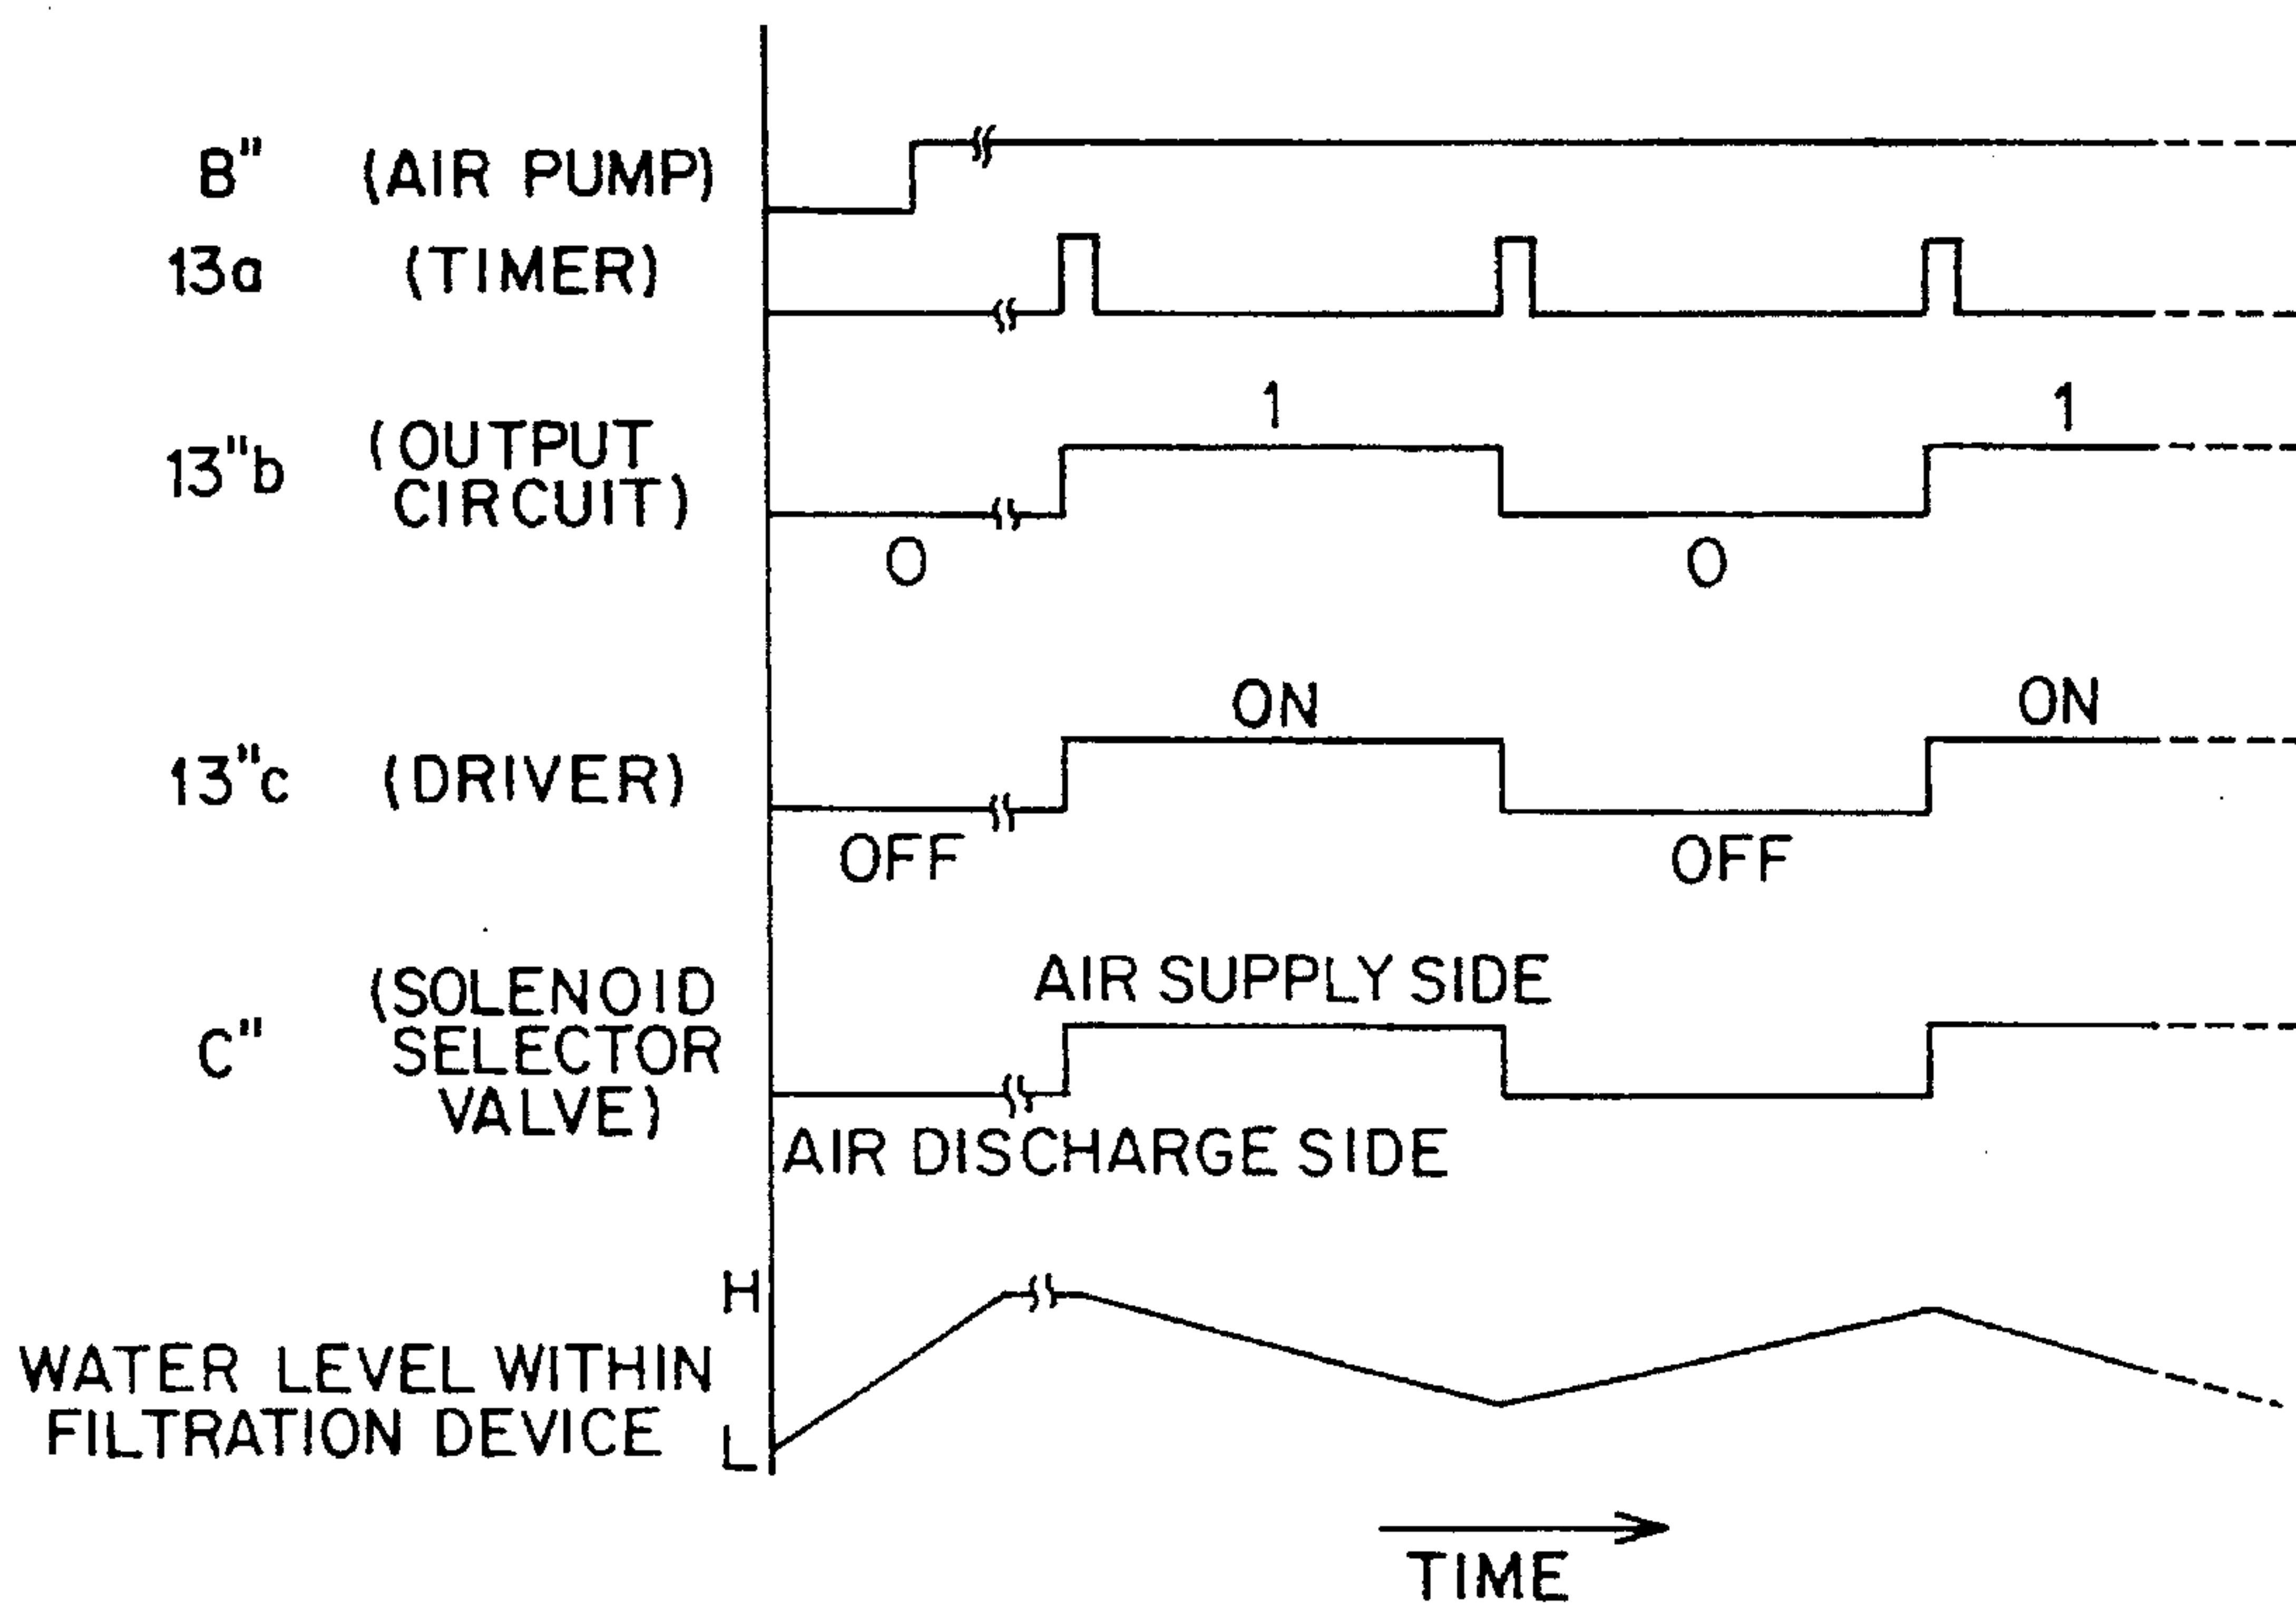 B" (AIR PUMP)
13a (TIMER)
1 1
13"b (OUTPUT
CIRCUIT)
0 0
ON ON
13"c (DRIVER)
OFF OFF
AIR SUPPLY SIDE
C" (SOLENOID
SELECTOR
VALVE)
AIR DISCHARGE SIDE
H
WATER LEVEL WITHIN
FILTRATION DEVICE
L
TIME